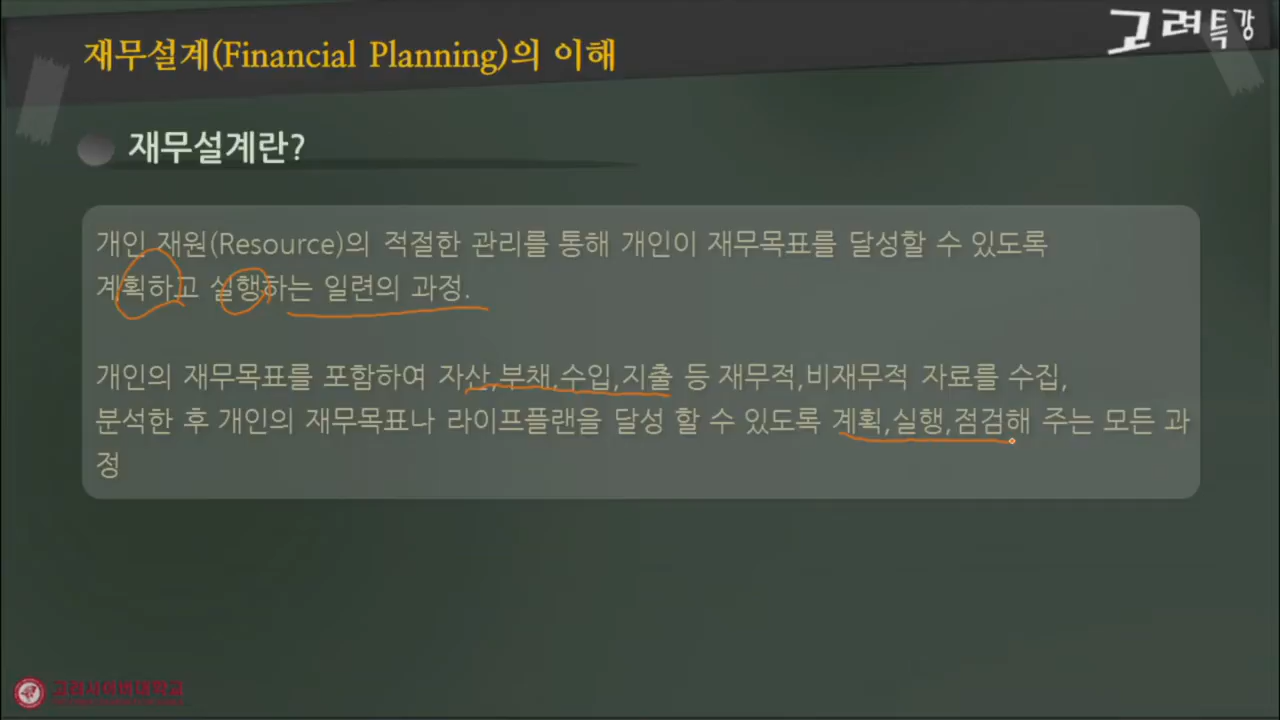 재무설계(Financial Planning)의 이해
고려특강
재무설계란?
개인 재원(Resource)의 적절한 관리를 통해 개인이 재무목표를 달성할 수 있도록
계획하고 실행하는 일련의 과정.
개인의 재무목표를 포함하여 자산,부채,수입,지출 등 재무적,비재무적 자료를 수집,
분석한 후 개인의 재무목표나 라이프플랜을 달성 할 수 있도록 계획,실행,점검해 주는 모든 과
정
고려사이버대학교